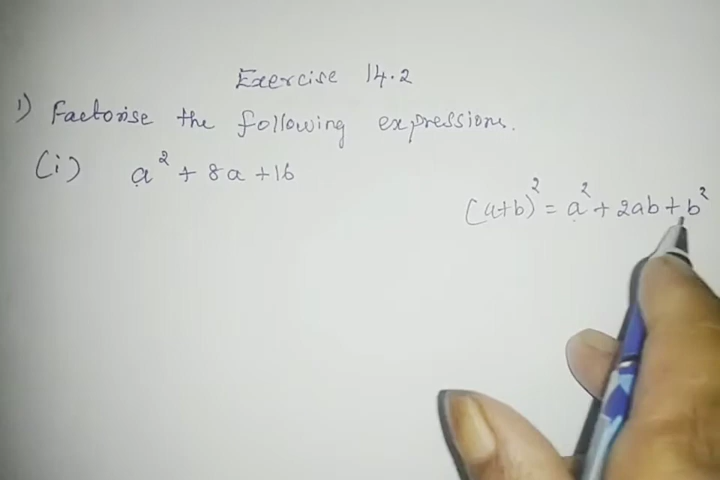 Exercise 14.2
1) Factorise the following expressions.
(i) a² + 8a + 16
(a+b)² = a² + 2ab + b²